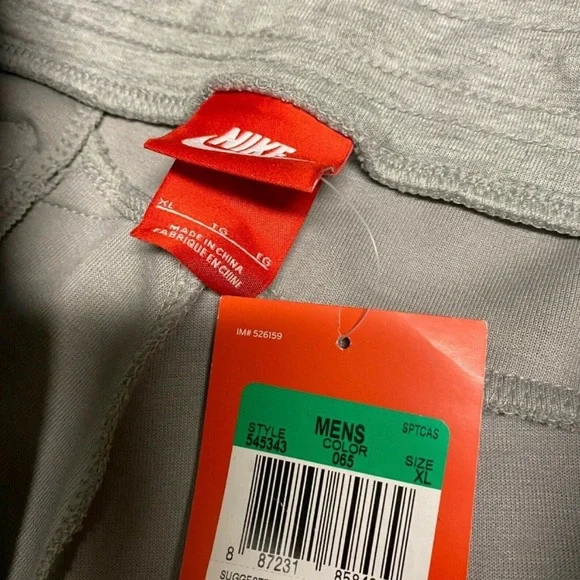 NIKE
XL TG EG
MADE IN CHINA
FABRIQUE EN CHINE
IM# 526159
MENS SPTCAS
STYLE COLOR SIZE
545343 065 XL
8 87231